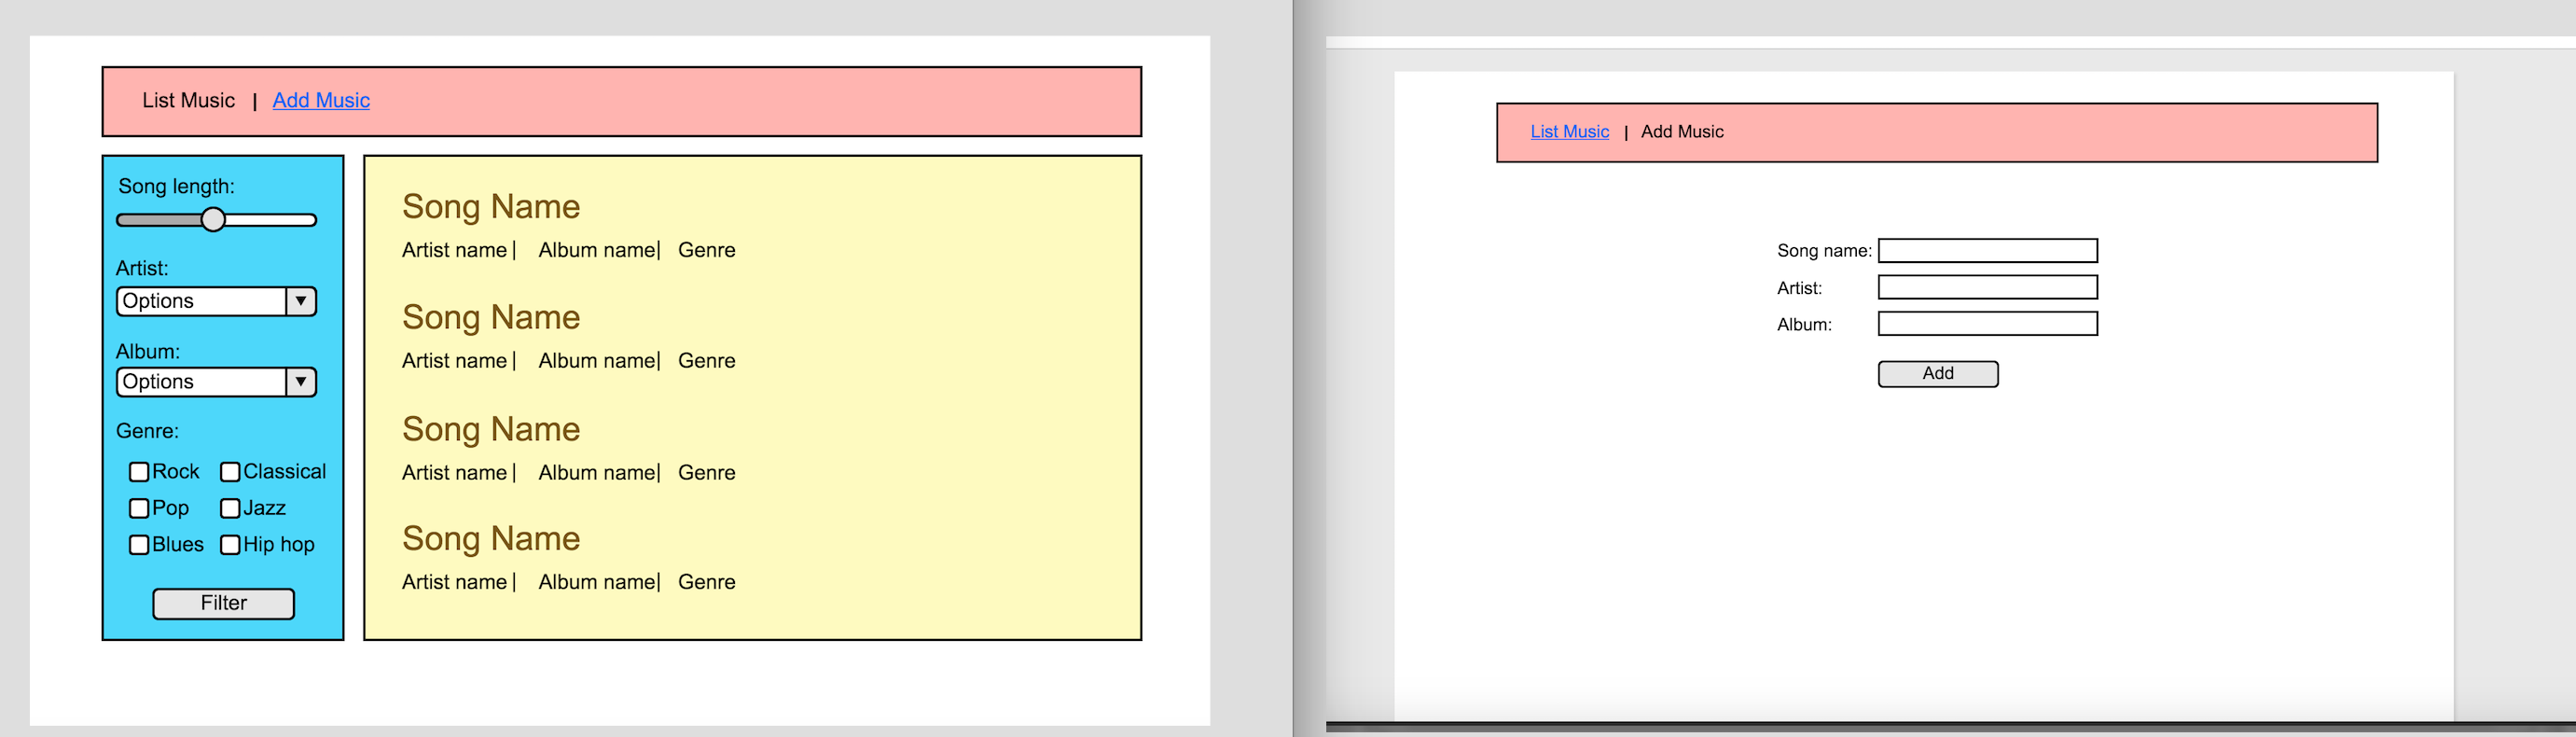 List Music | Add Music
Song length:
Artist:
Options
Album:
Options
Genre:
Rock Classical
Pop Jazz
Blues Hip hop
Filter
Song Name
Artist name | Album name| Genre
Song Name
Artist name | Album name| Genre
Song Name
Artist name | Album name| Genre
Song Name
Artist name | Album name| Genre
List Music | Add Music
Song name:
Artist:
Album:
Add